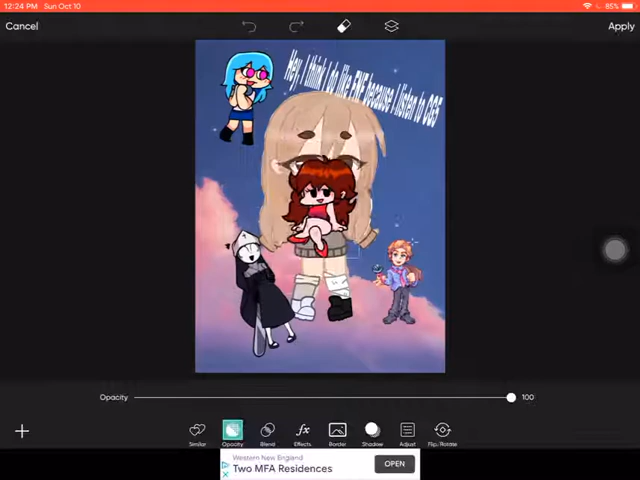 12:24 PM Sun Oct 10
85%
Cancel
Apply
Hey, I think I do like FNF because I listen to CG5
Opacity
100
Similar
Opacity
Blend
fx
Effects
Border
Shadow
Adjust
Flip/Rotate
Western New England
Two MFA Residences
OPEN